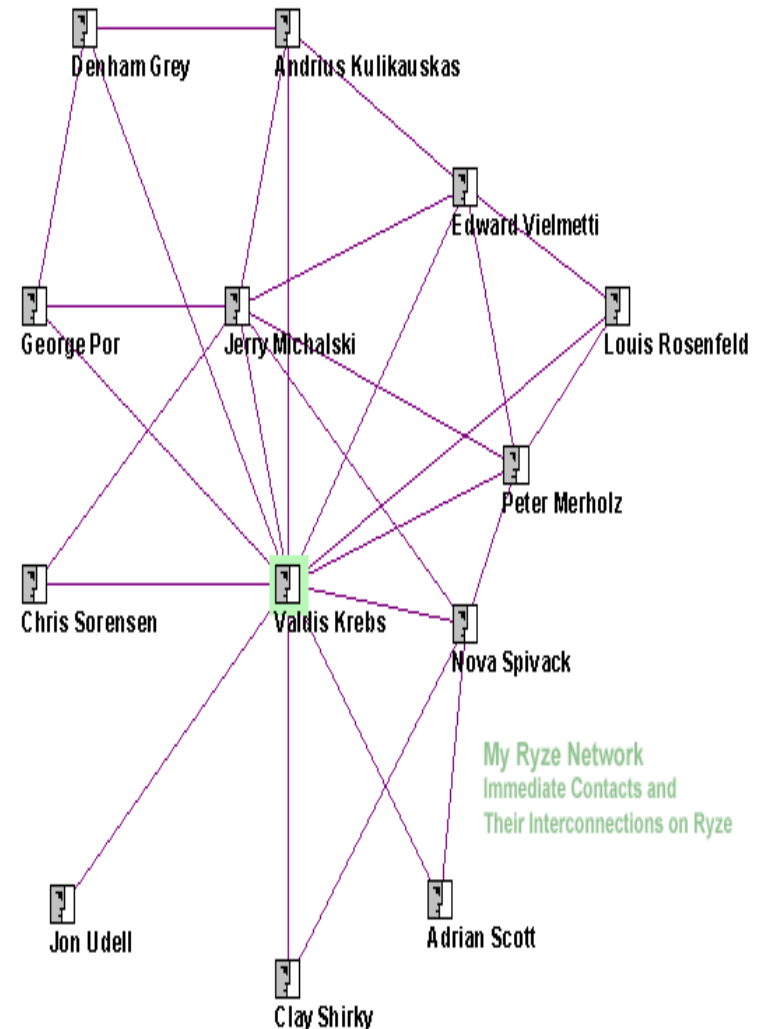 Denham Grey
Andrius Kulikauskas
Edward Vielmetti
George Por
Jerry Michalski
Louis Rosenfeld
Peter Merholz
Chris Sorensen
Valdis Krebs
Nova Spivack
My Ryze Network
Immediate Contacts and
Their Interconnections on Ryze
Jon Udell
Adrian Scott
Clay Shirky